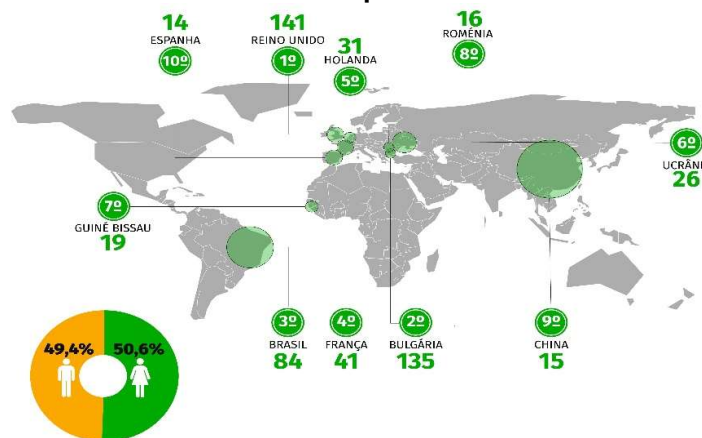 14
ESPANHA
10º
141
REINO UNIDO
1º
31
HOLANDA
5º
16
ROMÉNIA
8º
6º
UCRÂNI
26
7º
GUINÉ BISSAU
19
3º
BRASIL
84
4º
FRANÇA
41
2º
BULGÁRIA
135
9º
CHINA
15
49,4% 50,6%